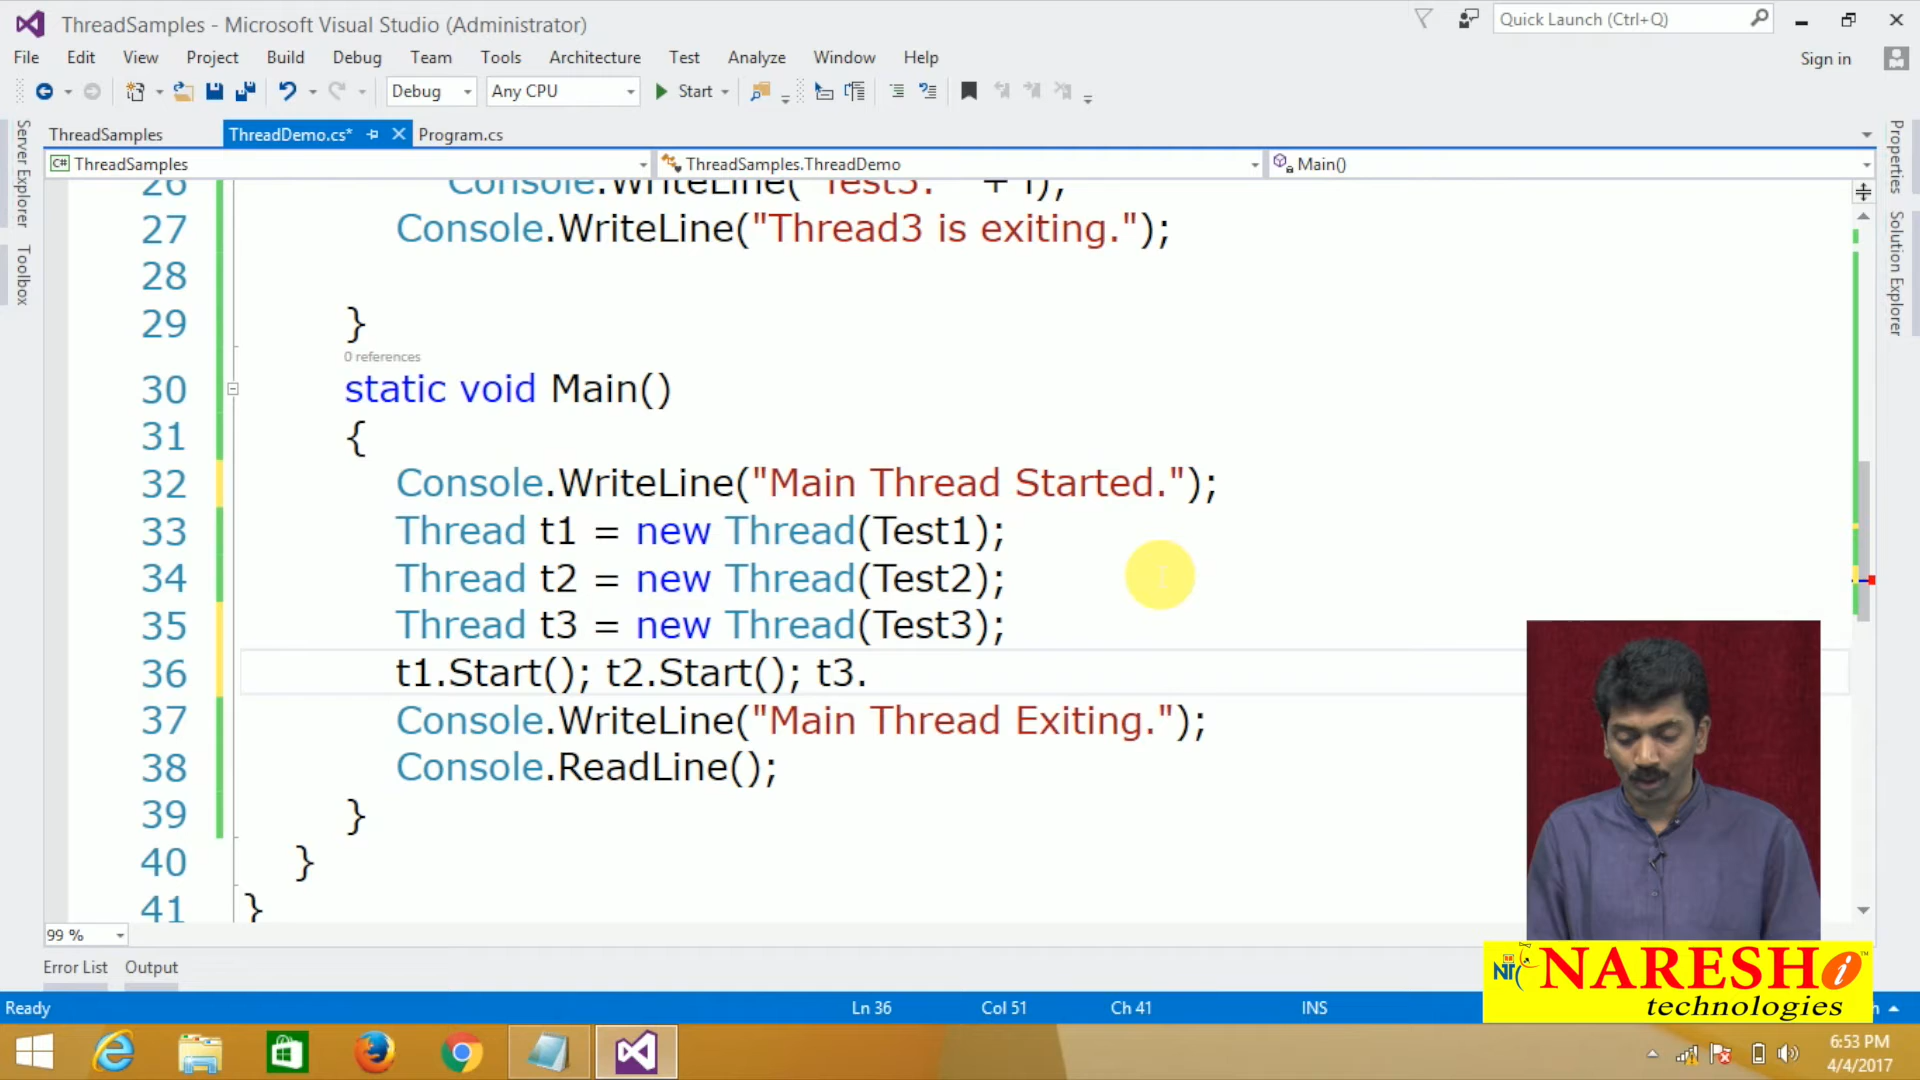 ThreadSamples - Microsoft Visual Studio (Administrator)
Quick Launch (Ctrl+Q)
File Edit View Project Build Debug Team Tools Architecture Test Analyze Window Help
Sign in
Debug Any CPU Start
ThreadSamples ThreadDemo.cs* Program.cs
C# ThreadSamples ThreadSamples.ThreadDemo Main()
Server Explorer
Toolbox
Properties
Solution Explorer
26 Console.WriteLine("Test3: " + i);
27 Console.WriteLine("Thread3 is exiting.");
28
29 }
0 references
30 static void Main()
31 {
32 Console.WriteLine("Main Thread Started.");
33 Thread t1 = new Thread(Test1);
34 Thread t2 = new Thread(Test2);
35 Thread t3 = new Thread(Test3);
36 t1.Start(); t2.Start(); t3.
37 Console.WriteLine("Main Thread Exiting.");
38 Console.ReadLine();
39 }
40 }
41 }
99 %
Error List Output
Ready Ln 36 Col 51 Ch 41 INS
NARESH i
technologies
6:53 PM
4/4/2017